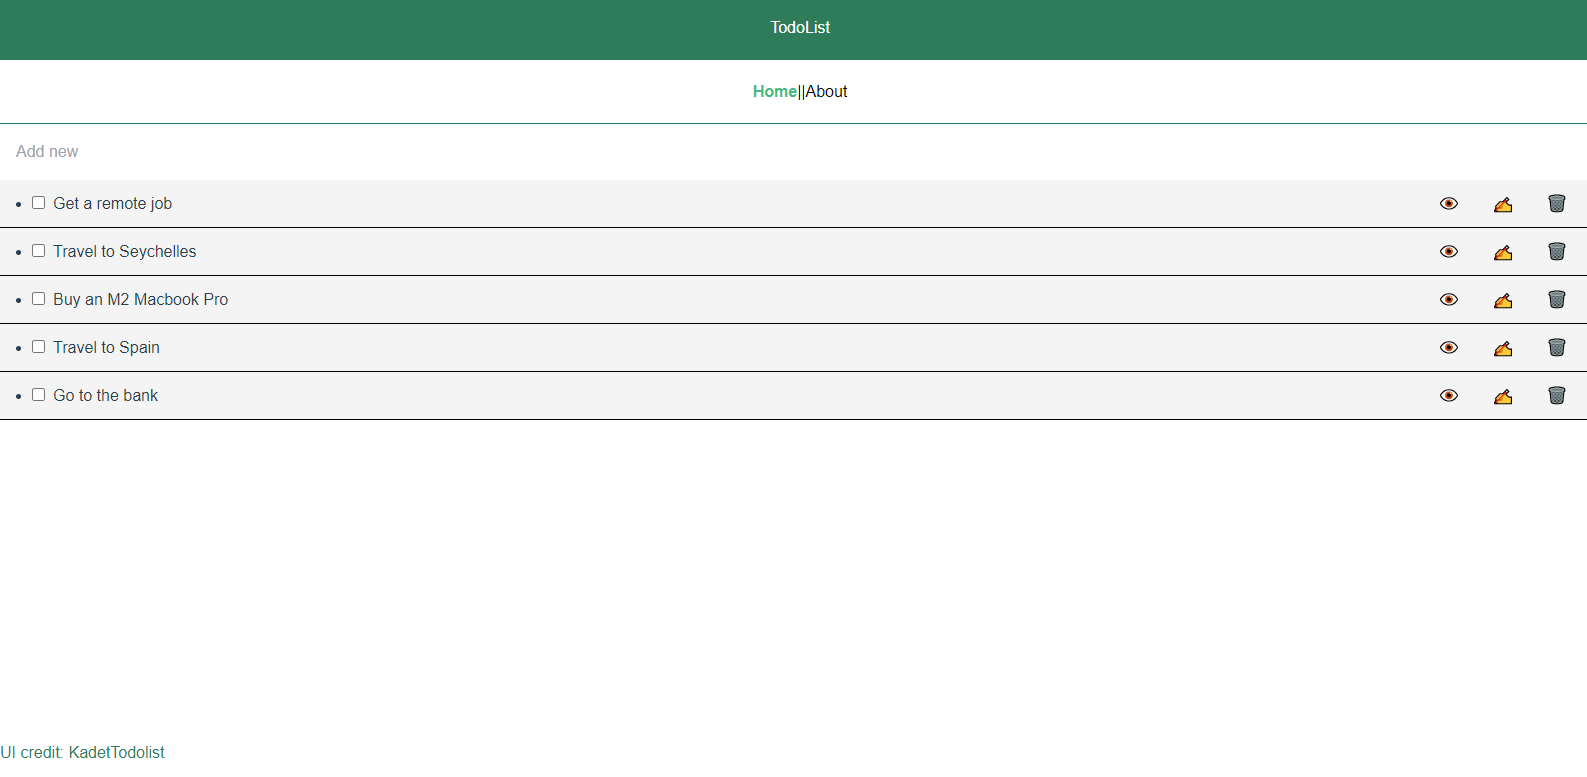 TodoList
Home||About
Add new
Get a remote job
Travel to Seychelles
Buy an M2 Macbook Pro
Travel to Spain
Go to the bank
UI credit: KadetTodolist